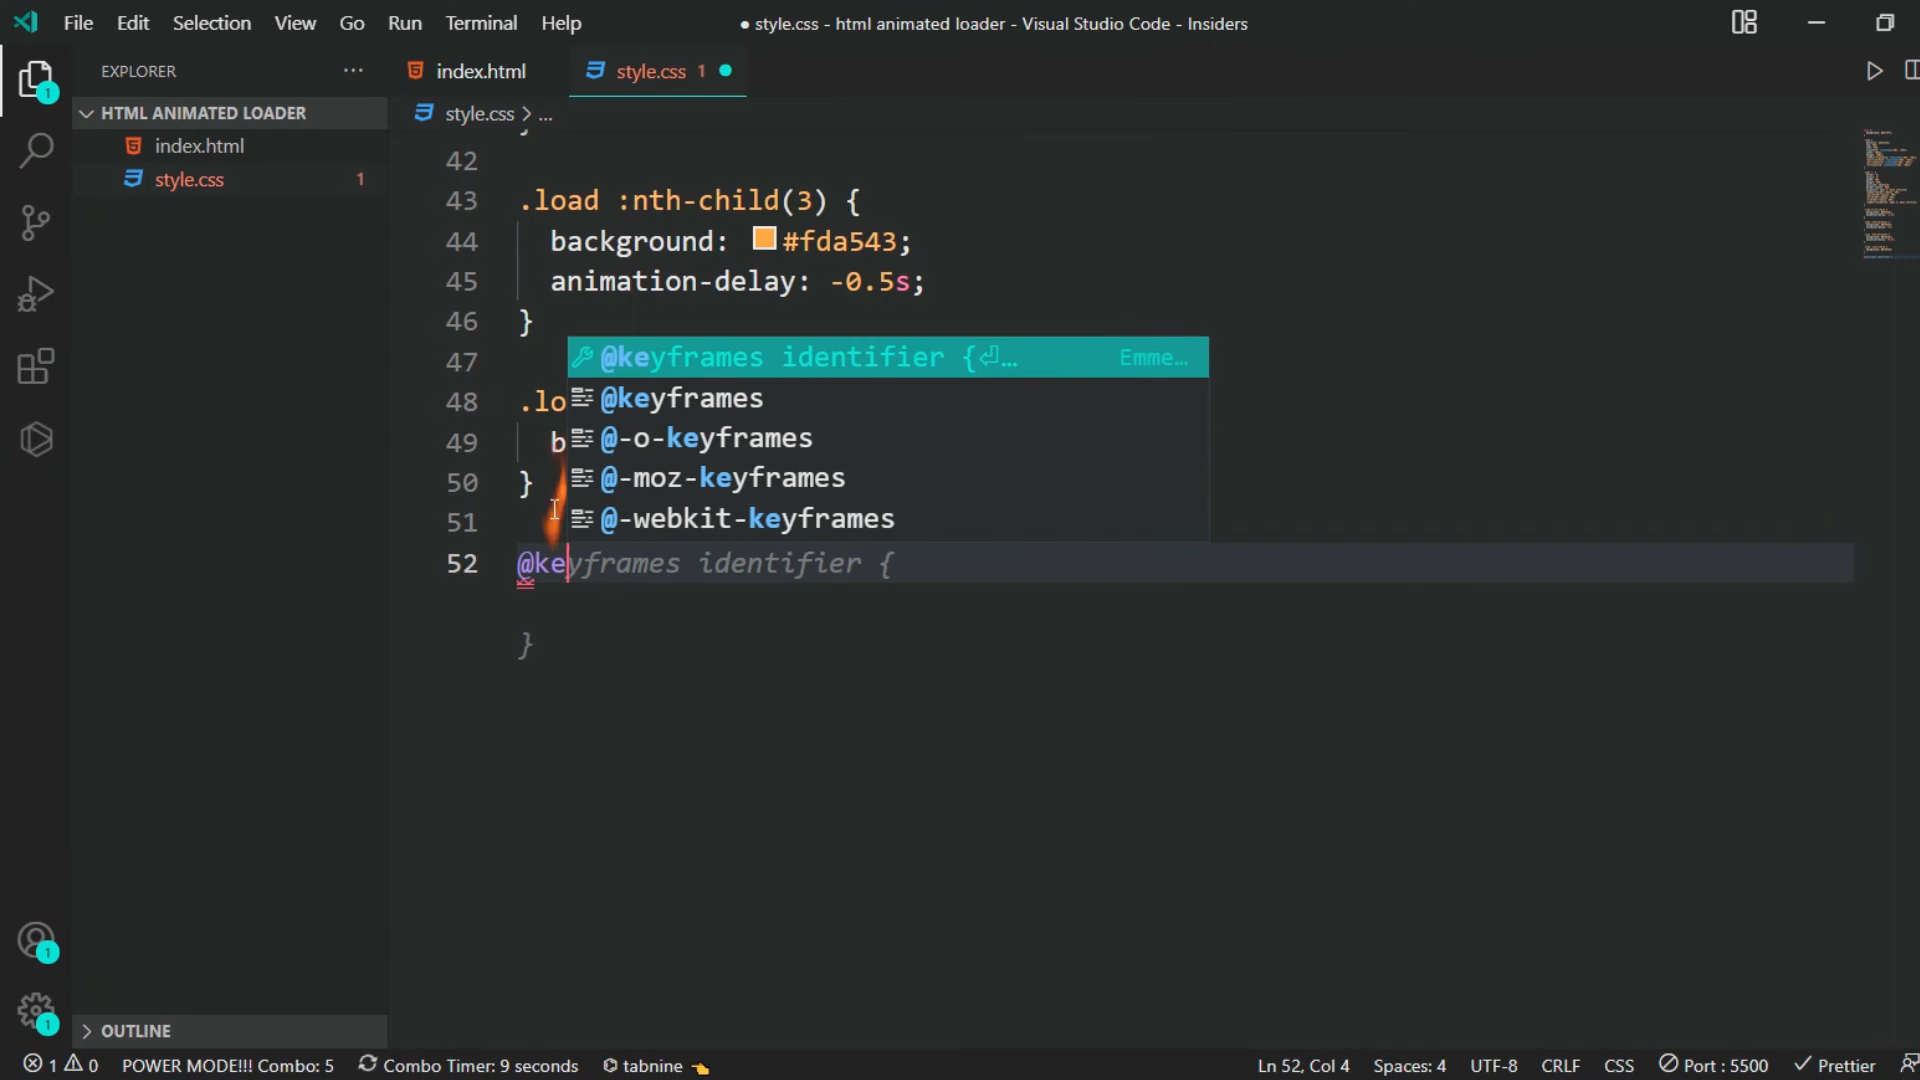 File Edit Selection View Go Run Terminal Help
● style.css - html animated loader - Visual Studio Code - Insiders
EXPLORER ...
index.html
style.css 1
HTML ANIMATED LOADER
style.css > ...
index.html
style.css 1
}
42
43 .load :nth-child(3) {
44 background: #fda543;
45 animation-delay: -0.5s;
46 }
47
48 .lo
49 b
50 }
51
52 @keyframes identifier {
}
@keyframes identifier {⏎… Emme…
@keyframes
@-o-keyframes
@-moz-keyframes
@-webkit-keyframes
1
1
1
OUTLINE
1 0 POWER MODE!!! Combo: 5 Combo Timer: 9 seconds tabnine 👈 Ln 52, Col 4 Spaces: 4 UTF-8 CRLF CSS Port : 5500 Prettier